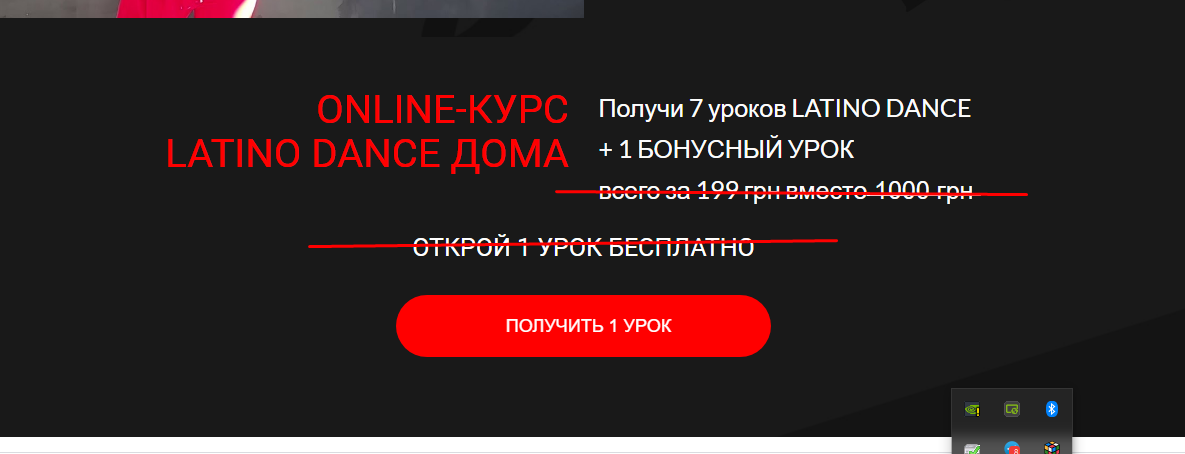 ONLINE-КУРС
LATINO DANCE ДОМА
Получи 7 уроков LATINO DANCE
+ 1 БОНУСНЫЙ УРОК
всего за 199 грн вместо 1000 грн
ОТКРОЙ 1 УРОК БЕСПЛАТНО
ПОЛУЧИТЬ 1 УРОК